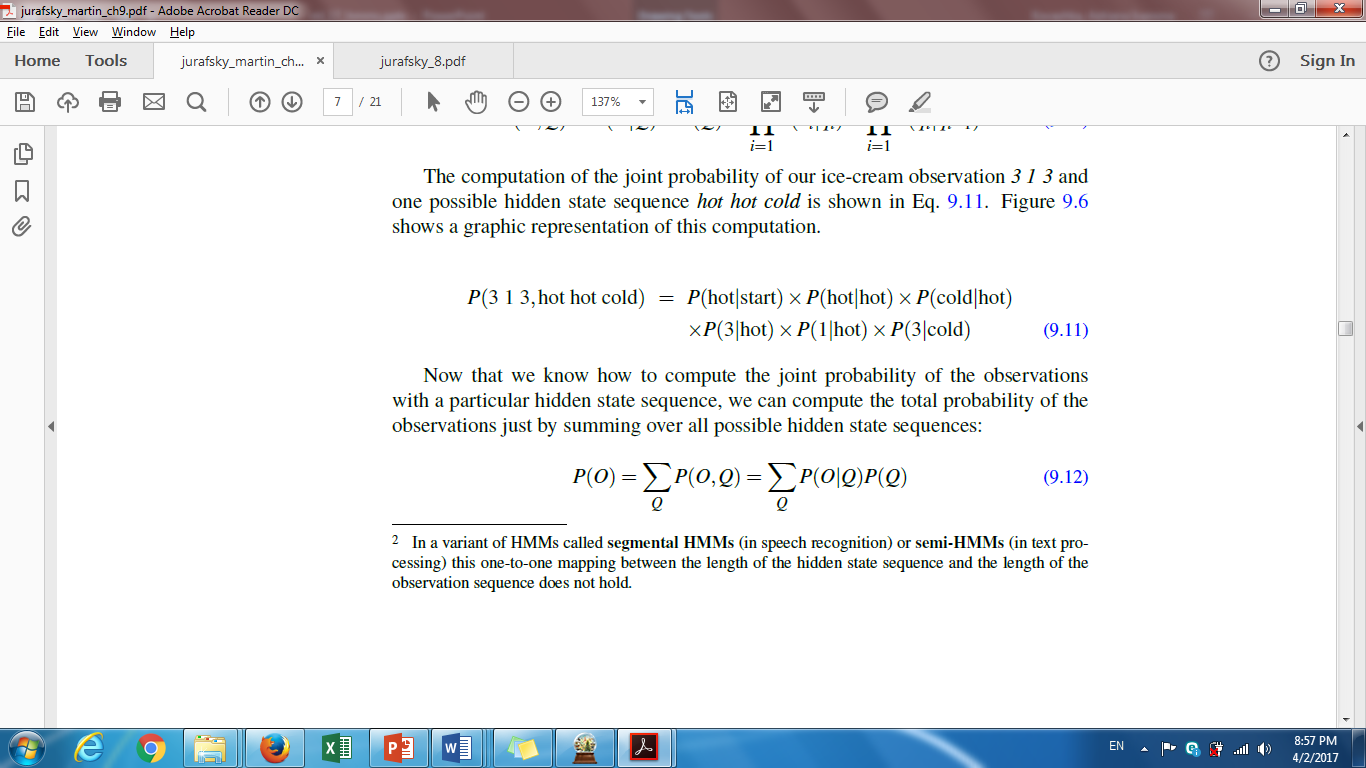 jurafsky_martin_ch9.pdf - Adobe Acrobat Reader DC
File Edit View Window Help
Home Tools jurafsky_martin_ch... × jurafsky_8.pdf Sign In
7 / 21 137%
i=1 i=1
The computation of the joint probability of our ice-cream observation 3 1 3 and
one possible hidden state sequence hot hot cold is shown in Eq. 9.11. Figure 9.6
shows a graphic representation of this computation.
P(3 1 3, hot hot cold) = P(hot|start) × P(hot|hot) × P(cold|hot)
×P(3|hot) × P(1|hot) × P(3|cold) (9.11)
Now that we know how to compute the joint probability of the observations
with a particular hidden state sequence, we can compute the total probability of the
observations just by summing over all possible hidden state sequences:
P(O) = ∑ P(O,Q) = ∑ P(O|Q)P(Q) (9.12)
Q Q
2 In a variant of HMMs called segmental HMMs (in speech recognition) or semi-HMMs (in text pro-
cessing) this one-to-one mapping between the length of the hidden state sequence and the length of the
observation sequence does not hold.
EN 8:57 PM
4/2/2017